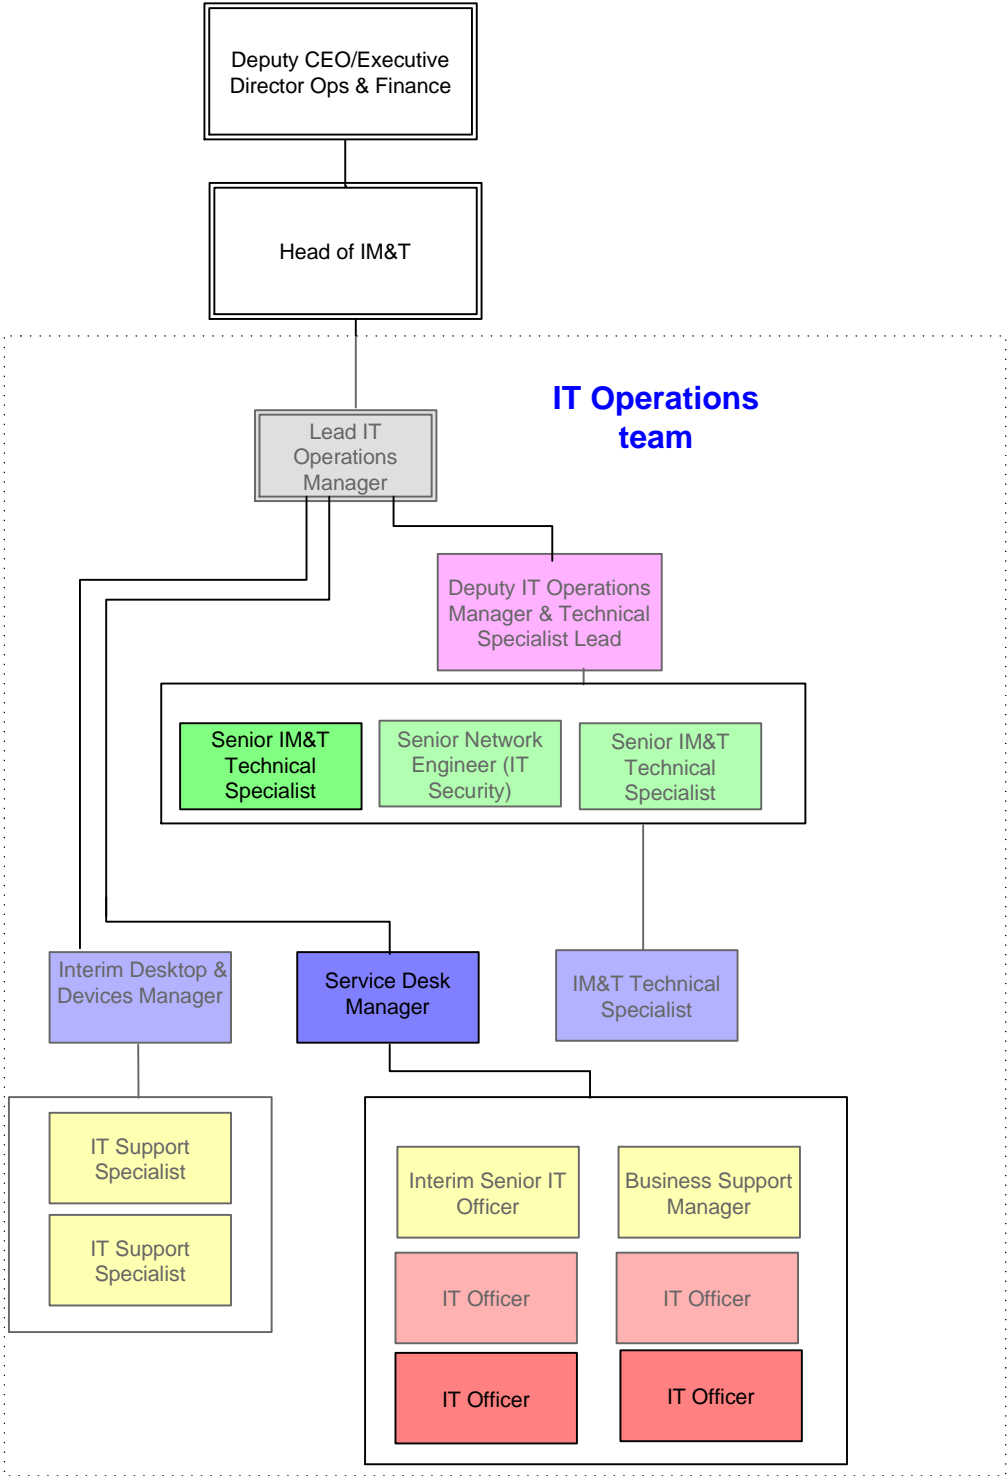 Deputy CEO/Executive
Director Ops & Finance
Head of IM&T
IT Operations
team
Lead IT
Operations
Manager
Deputy IT Operations
Manager & Technical
Specialist Lead
Senior IM&T
Technical
Specialist
Senior Network
Engineer (IT
Security)
Senior IM&T
Technical
Specialist
Interim Desktop &
Devices Manager
Service Desk
Manager
IM&T Technical
Specialist
IT Support
Specialist
IT Support
Specialist
Interim Senior IT
Officer
Business Support
Manager
IT Officer
IT Officer
IT Officer
IT Officer